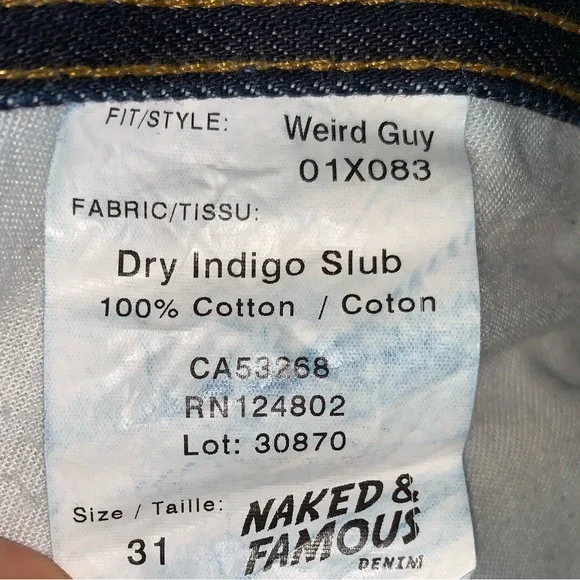 FIT/STYLE: Weird Guy
01X083
FABRIC/TISSU:
Dry Indigo Slub
100% Cotton / Coton
CA53268
RN124802
Lot: 30870
Size / Taille:
31
NAKED &
FAMOUS
DENIM